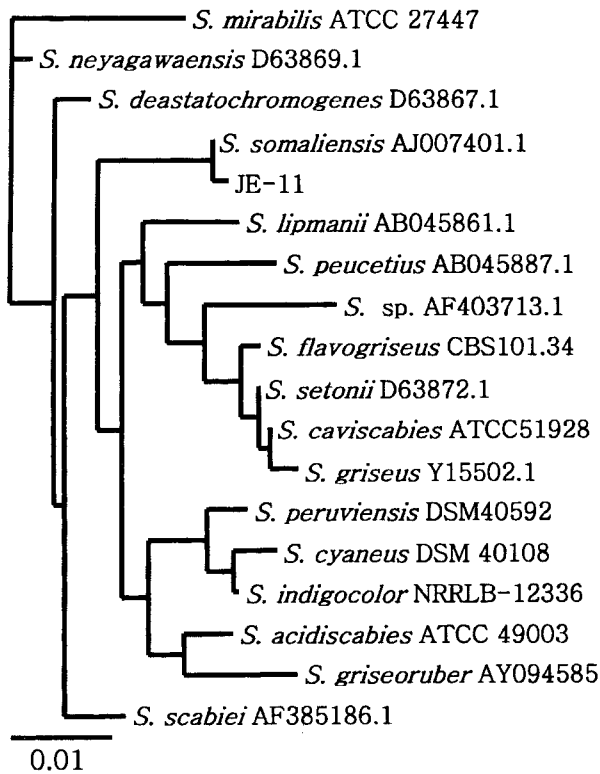 S. mirabilis ATCC 27447
S. neyagawaensis D63869.1
S. deastatochromogenes D63867.1
S. somaliensis AJ007401.1
JE-11
S. lipmanii AB045861.1
S. peucetius AB045887.1
S. sp. AF403713.1
S. flavogriseus CBS101.34
S. setonii D63872.1
S. caviscabies ATCC51928
S. griseus Y15502.1
S. peruviensis DSM40592
S. cyaneus DSM 40108
S. indigocolor NRRLB-12336
S. acidiscabies ATCC 49003
S. griseoruber AY094585
S. scabiei AF385186.1
0.01